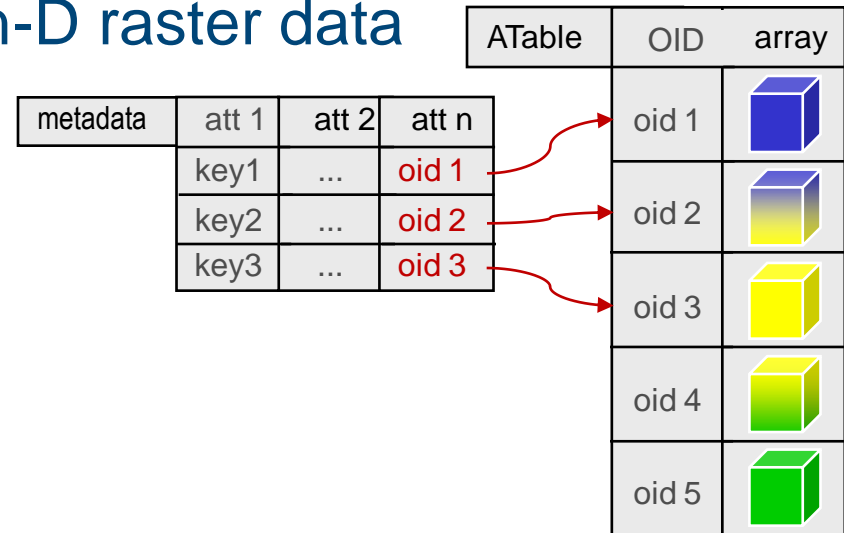 n-D raster data
ATable OID array
metadata att 1 att 2 att n
key1 ... oid 1
key2 ... oid 2
key3 ... oid 3
oid 1
oid 2
oid 3
oid 4
oid 5